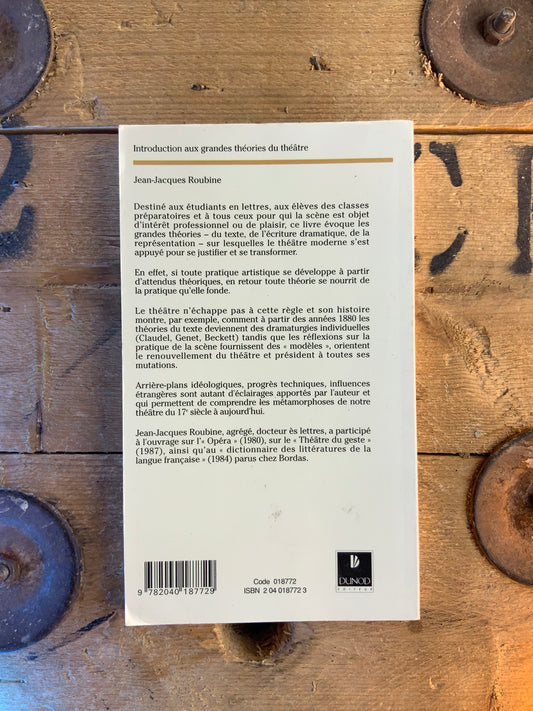 Introduction aux grandes théories du théâtre
Jean-Jacques Roubine
Destiné aux étudiants en lettres, aux élèves des classes
préparatoires et à tous ceux pour qui la scène est objet
d'intérêt professionnel ou de plaisir, ce livre évoque les
grandes théories – du texte, de l'écriture dramatique, de la
représentation – sur lesquelles le théâtre moderne s'est
appuyé pour se justifier et se transformer.
En effet, si toute pratique artistique se développe à partir
d'attendus théoriques, en retour toute théorie se nourrit de
la pratique qu'elle fonde.
Le théâtre n'échappe pas à cette règle et son histoire
montre, par exemple, comment à partir des années 1880 les
théories du texte deviennent des dramaturgies individuelles
(Claudel, Genet, Beckett) tandis que les réflexions sur la
pratique de la scène fournissent des « modèles », orientent
le renouvellement du théâtre et président à toutes ses
mutations.
Arrière-plans idéologiques, progrès techniques, influences
étrangères sont autant d'éclairages apportés par l'auteur et
qui permettent de comprendre les métamorphoses de notre
théâtre du 17e siècle à aujourd'hui.
Jean-Jacques Roubine, agrégé, docteur ès lettres, a participé
à l'ouvrage sur l'« Opéra » (1980), sur le « Théâtre du geste »
(1987), ainsi qu'au « dictionnaire des littératures de la
langue française » (1984) parus chez Bordas.
9 782040 187729
Code 018772
ISBN 2 04 018772 3
DUNOD
EDITEUR